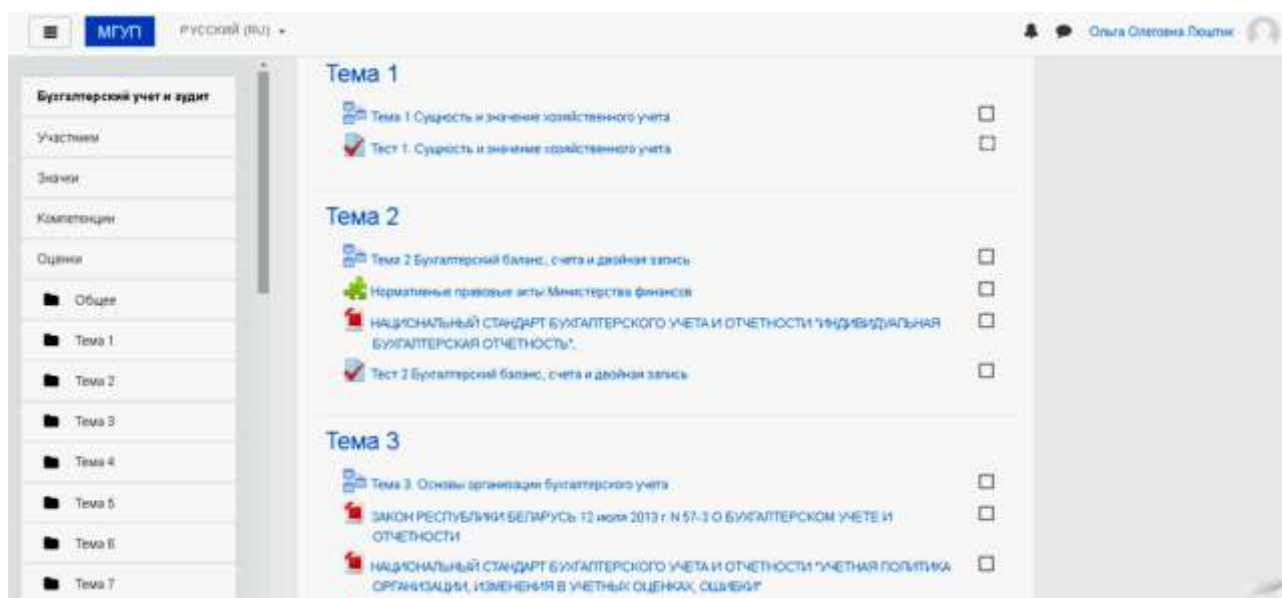 МГУП
РУССКИЙ (RU)
Ольга Олеговна Люштик
Бухгалтерский учет и аудит
Участники
Значки
Компетенции
Оценки
Общее
Тема 1
Тема 2
Тема 3
Тема 4
Тема 5
Тема 6
Тема 7
Тема 1
Тема 1 Сущность и значение хозяйственного учета
Тест 1. Сущность и значение хозяйственного учета
Тема 2
Тема 2 Бухгалтерский баланс, счета и двойная запись
Нормативные правовые акты Министерства финансов
НАЦИОНАЛЬНЫЙ СТАНДАРТ БУХГАЛТЕРСКОГО УЧЕТА И ОТЧЕТНОСТИ "ИНДИВИДУАЛЬНАЯ
БУХГАЛТЕРСКАЯ ОТЧЕТНОСТЬ".
Тест 2 Бухгалтерский баланс, счета и двойная запись
Тема 3
Тема 3. Основы организации бухгалтерского учета
ЗАКОН РЕСПУБЛИКИ БЕЛАРУСЬ 12 июля 2013 г. N 57-З О БУХГАЛТЕРСКОМ УЧЕТЕ И
ОТЧЕТНОСТИ
НАЦИОНАЛЬНЫЙ СТАНДАРТ БУХГАЛТЕРСКОГО УЧЕТА И ОТЧЕТНОСТИ "УЧЕТНАЯ ПОЛИТИКА
ОРГАНИЗАЦИИ, ИЗМЕНЕНИЯ В УЧЕТНЫХ ОЦЕНКАХ, ОШИБКИ"